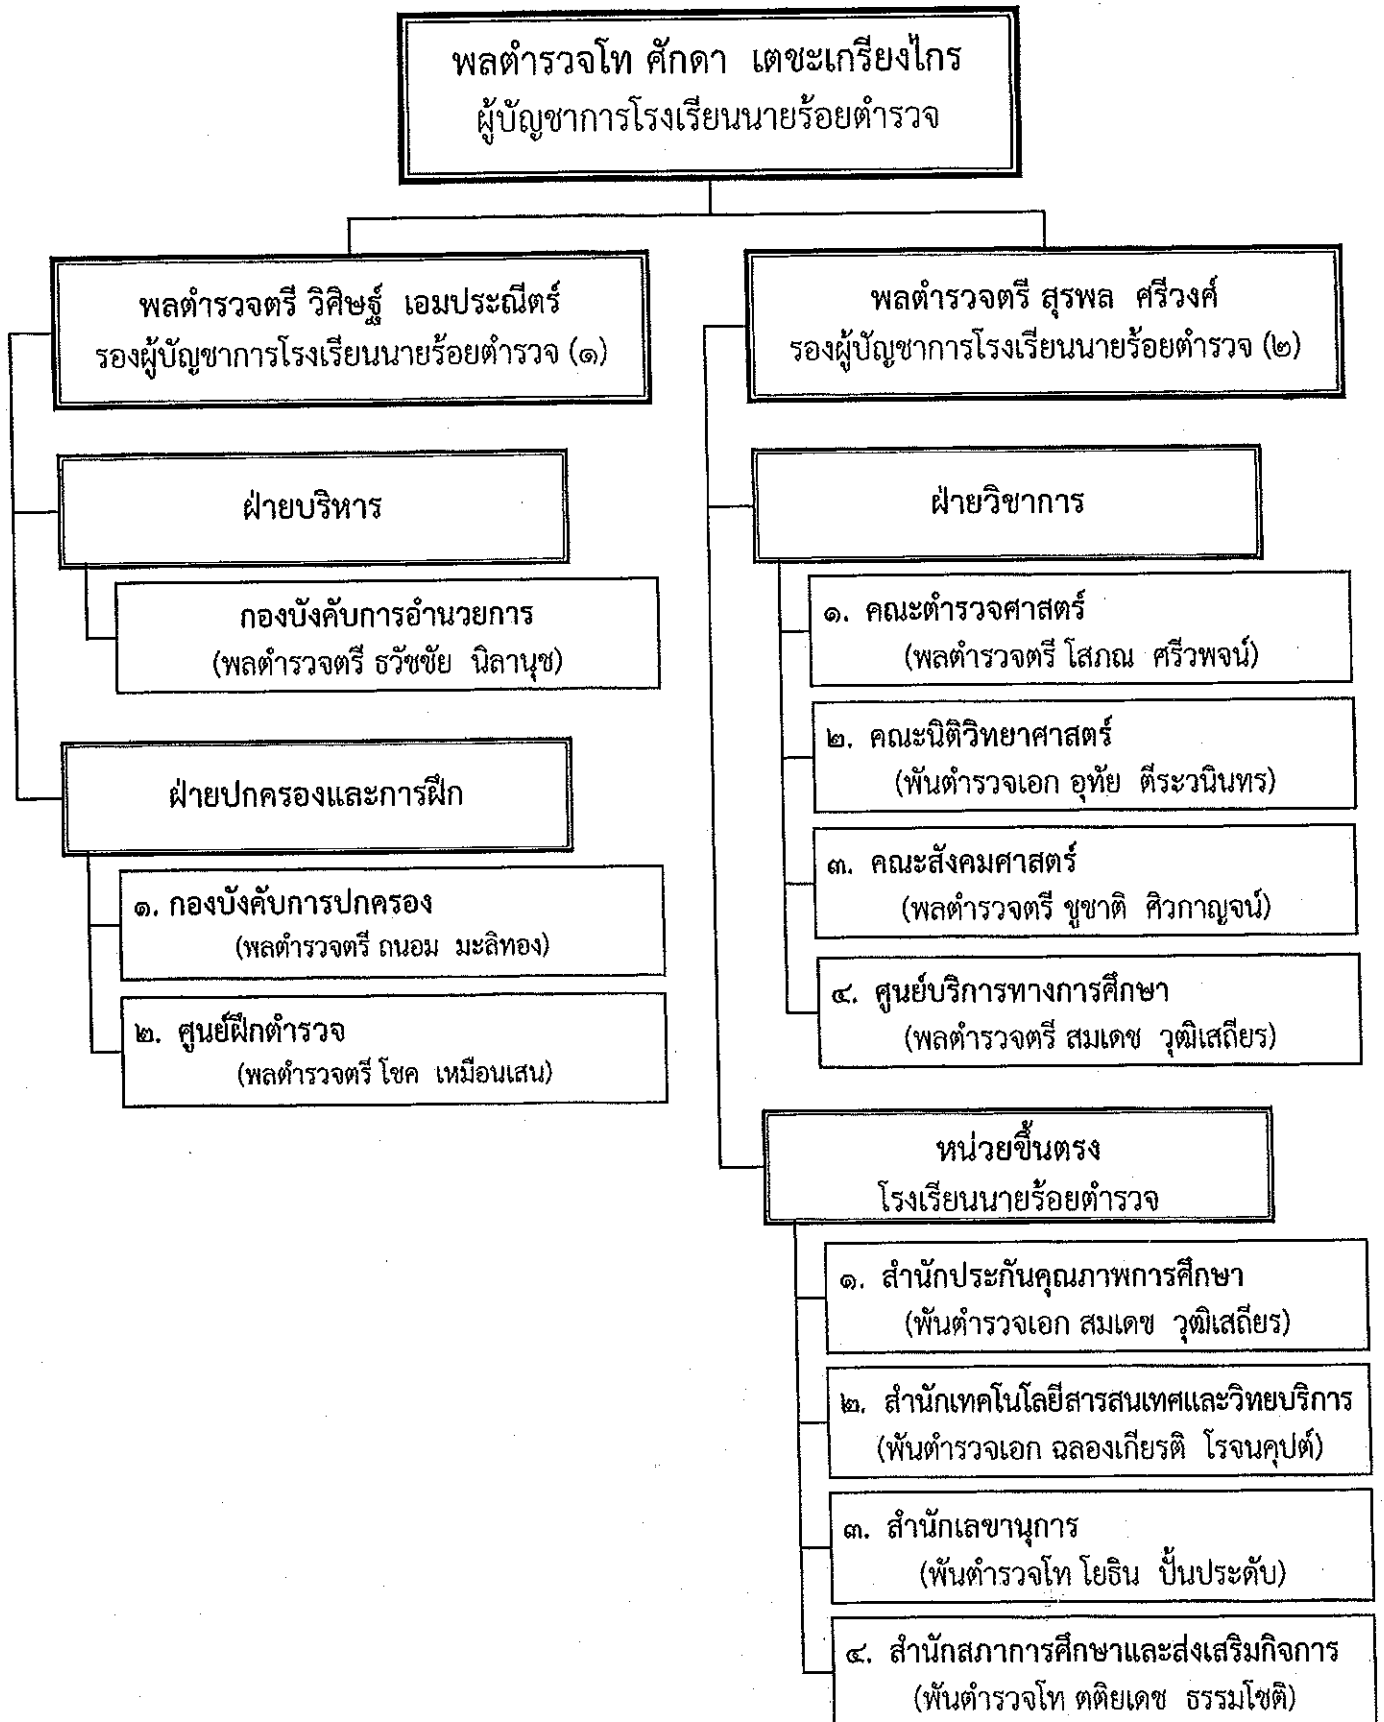 พลตำรวจโท ศักดา เตชะเกรียงไกร
ผู้บัญชาการโรงเรียนนายร้อยตำรวจ
พลตำรวจตรี วิศิษฐ์ เอมประณีตร์
รองผู้บัญชาการโรงเรียนนายร้อยตำรวจ (๑)
ฝ่ายบริหาร
กองบังคับการอำนวยการ
(พลตำรวจตรี ธวัชชัย นิลานุช)
ฝ่ายปกครองและการฝึก
๑. กองบังคับการปกครอง
(พลตำรวจตรี ถนอม มะลิทอง)
๒. ศูนย์ฝึกตำรวจ
(พลตำรวจตรี โชค เหมือนเสน)
พลตำรวจตรี สุรพล ศรีวงศ์
รองผู้บัญชาการโรงเรียนนายร้อยตำรวจ (๒)
ฝ่ายวิชาการ
๑. คณะตำรวจศาสตร์
(พลตำรวจตรี โสภณ ศรีวพจน์)
๒. คณะนิติวิทยาศาสตร์
(พันตำรวจเอก อุทัย ตีระวนินทร)
๓. คณะสังคมศาสตร์
(พลตำรวจตรี ชูชาติ ศิวกาญจน์)
๔. ศูนย์บริการทางการศึกษา
(พลตำรวจตรี สมเดช วุฒิเสถียร)
หน่วยขึ้นตรง
โรงเรียนนายร้อยตำรวจ
๑. สำนักประกันคุณภาพการศึกษา
(พันตำรวจเอก สมเดช วุฒิเสถียร)
๒. สำนักเทคโนโลยีสารสนเทศและวิทยบริการ
(พันตำรวจเอก ฉลองเกียรติ โรจนคุปต์)
๓. สำนักเลขานุการ
(พันตำรวจโท โยธิน ปั้นประดับ)
๔. สำนักสภาการศึกษาและส่งเสริมกิจการ
(พันตำรวจโท ตติยเดช ธรรมโชติ)